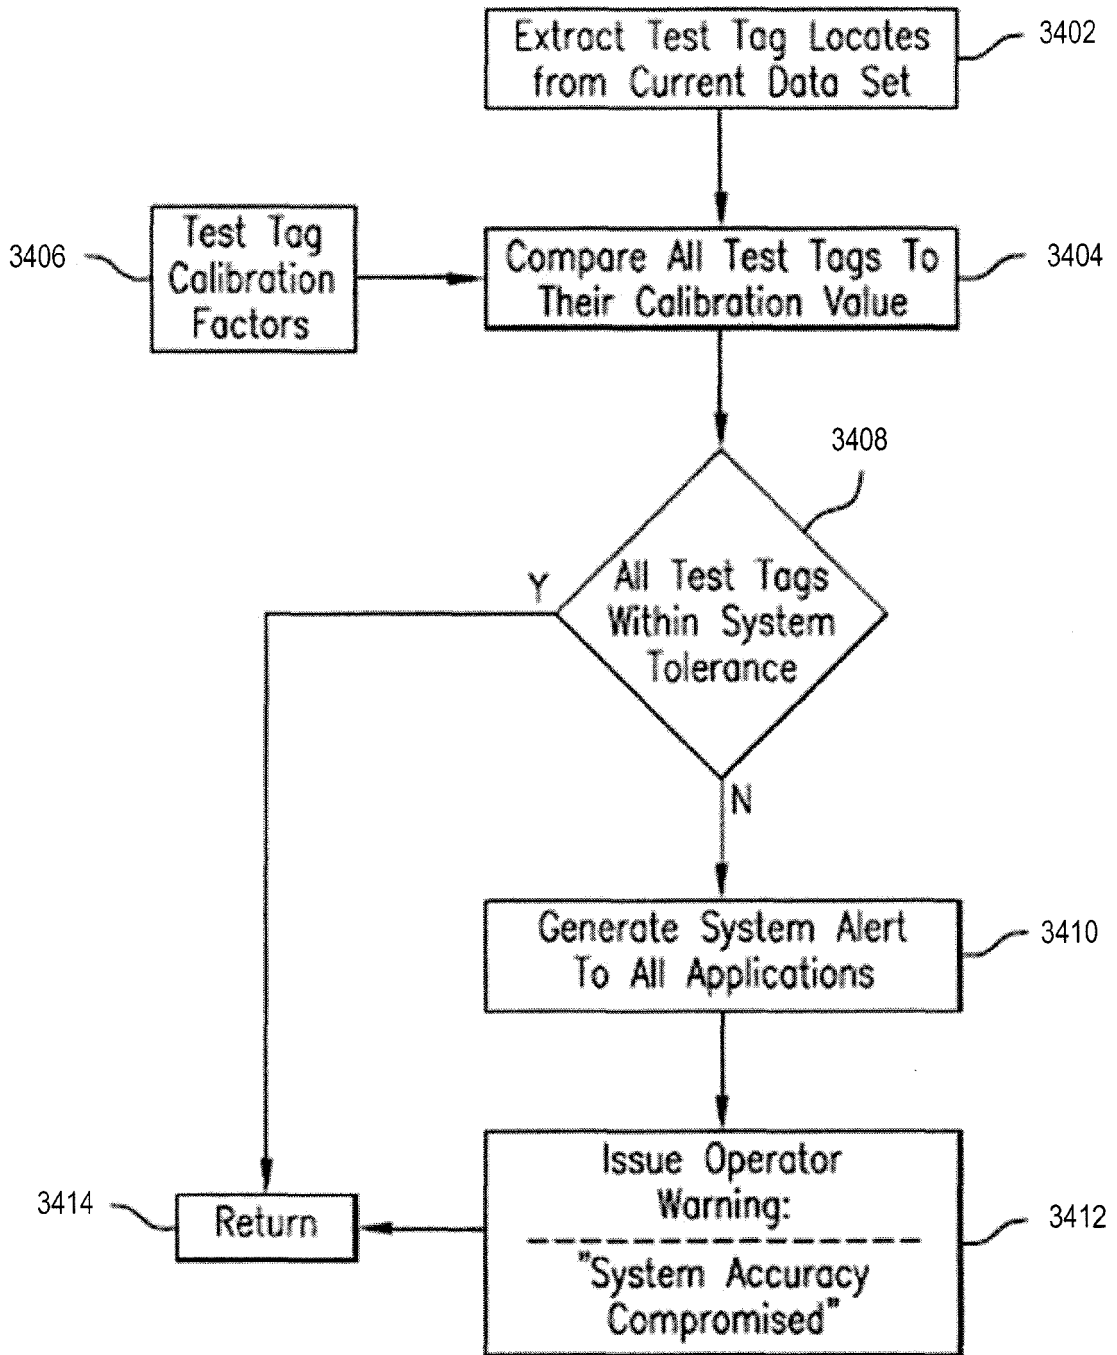 Extract Test Tag Locates
from Current Data Set
3402
Test Tag
Calibration
Factors
3406
Compare All Test Tags To
Their Calibration Value
3404
3408
All Test Tags
Within System
Tolerance
Y
N
Generate System Alert
To All Applications
3410
Issue Operator
Warning:
"System Accuracy
Compromised"
3412
3414
Return